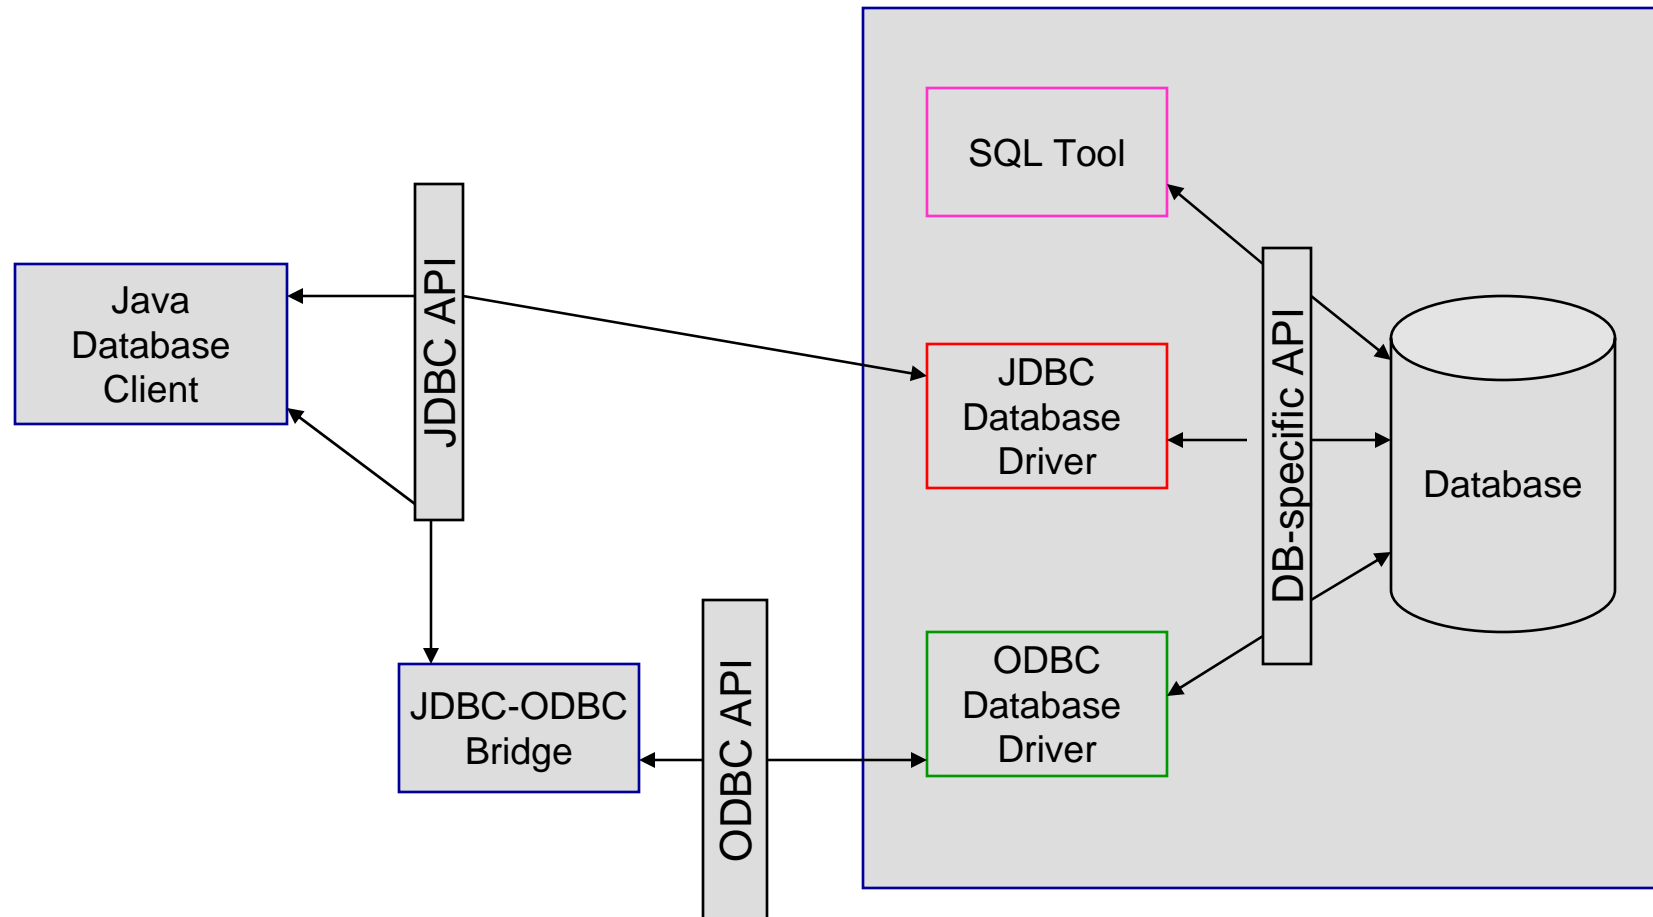 SQL Tool
Java
Database
Client
JDBC API
JDBC
Database
Driver
DB-specific API
Database
ODBC
Database
Driver
JDBC-ODBC
Bridge
ODBC API